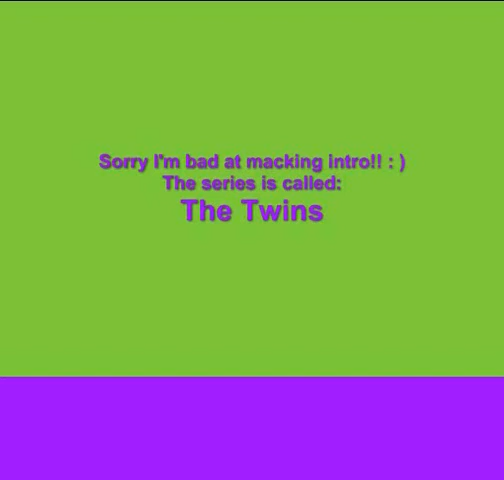 Sorry I'm bad at macking intro!! : )
The series is called:
The Twins